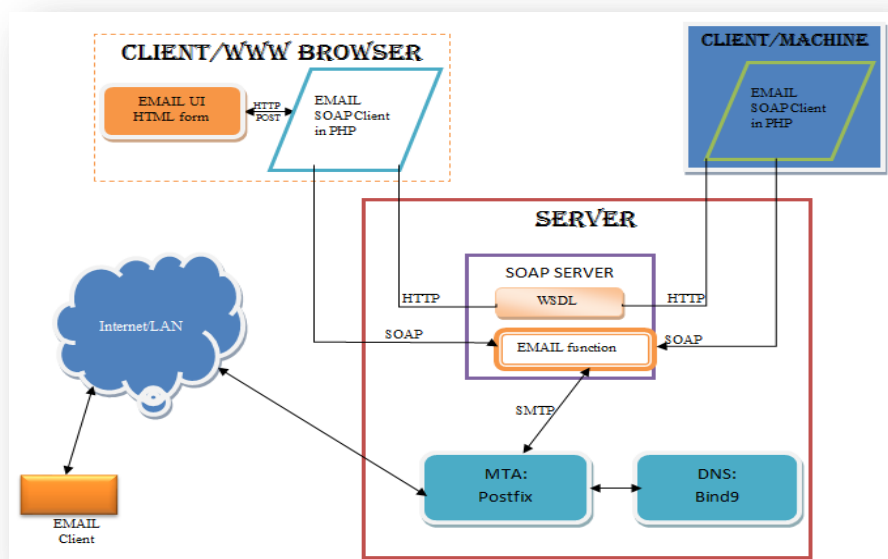 CLIENT/WWW BROWSER
EMAIL UI
HTML form
HTTP
POST
EMAIL
SOAP Client
in PHP
CLIENT/MACHINE
EMAIL
SOAP Client
in PHP
SERVER
SOAP SERVER
WSDL
HTTP
HTTP
EMAIL function
SOAP
SOAP
Internet/LAN
SMTP
MTA:
Postfix
DNS:
Bind9
EMAIL
Client